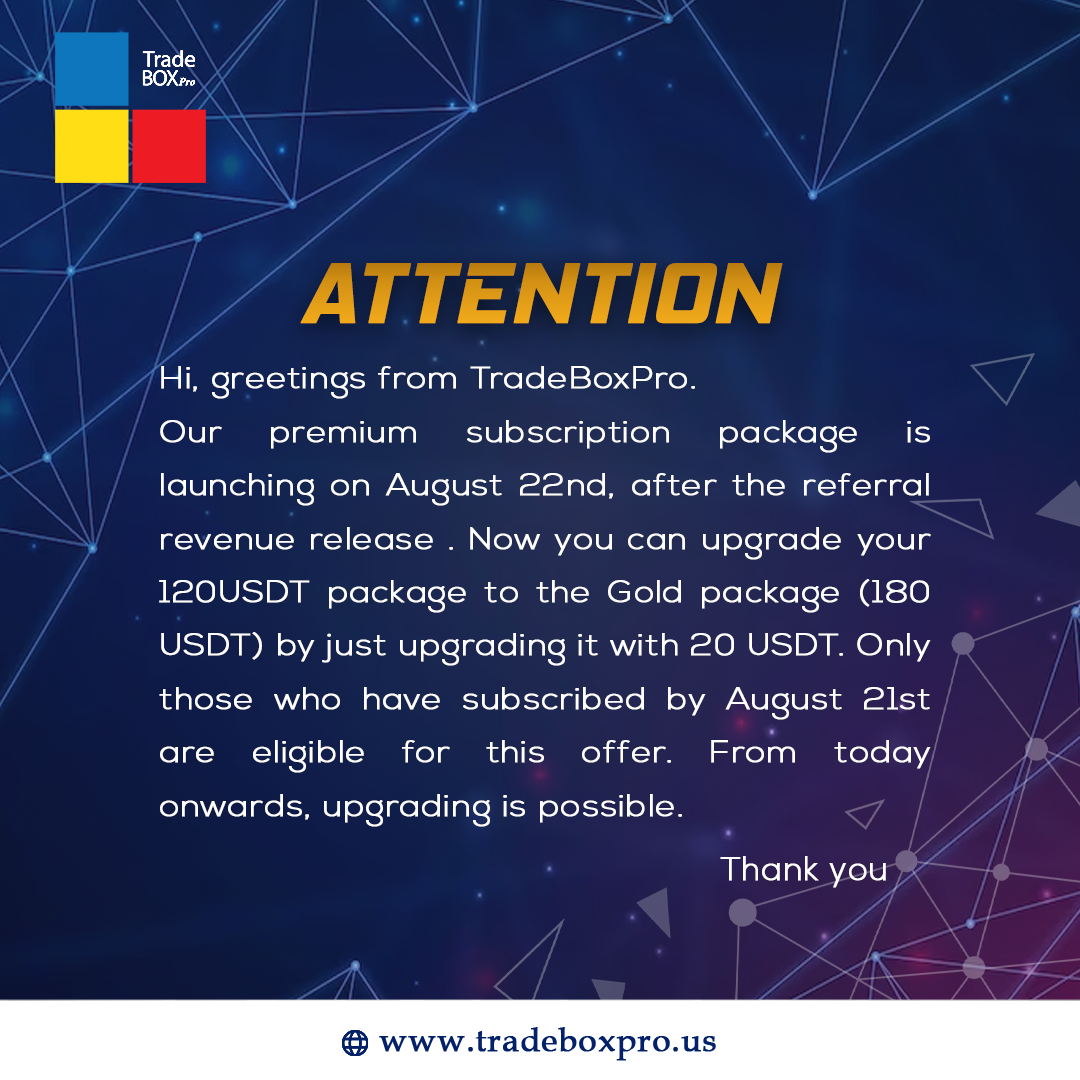 Trade
BOXPro
ATTENTION
Hi, greetings from TradeBoxPro.
Our premium subscription package is
launching on August 22nd, after the referral
revenue release . Now you can upgrade your
120USDT package to the Gold package (180
USDT) by just upgrading it with 20 USDT. Only
those who have subscribed by August 21st
are eligible for this offer. From today
onwards, upgrading is possible.
Thank you
www.tradeboxpro.us